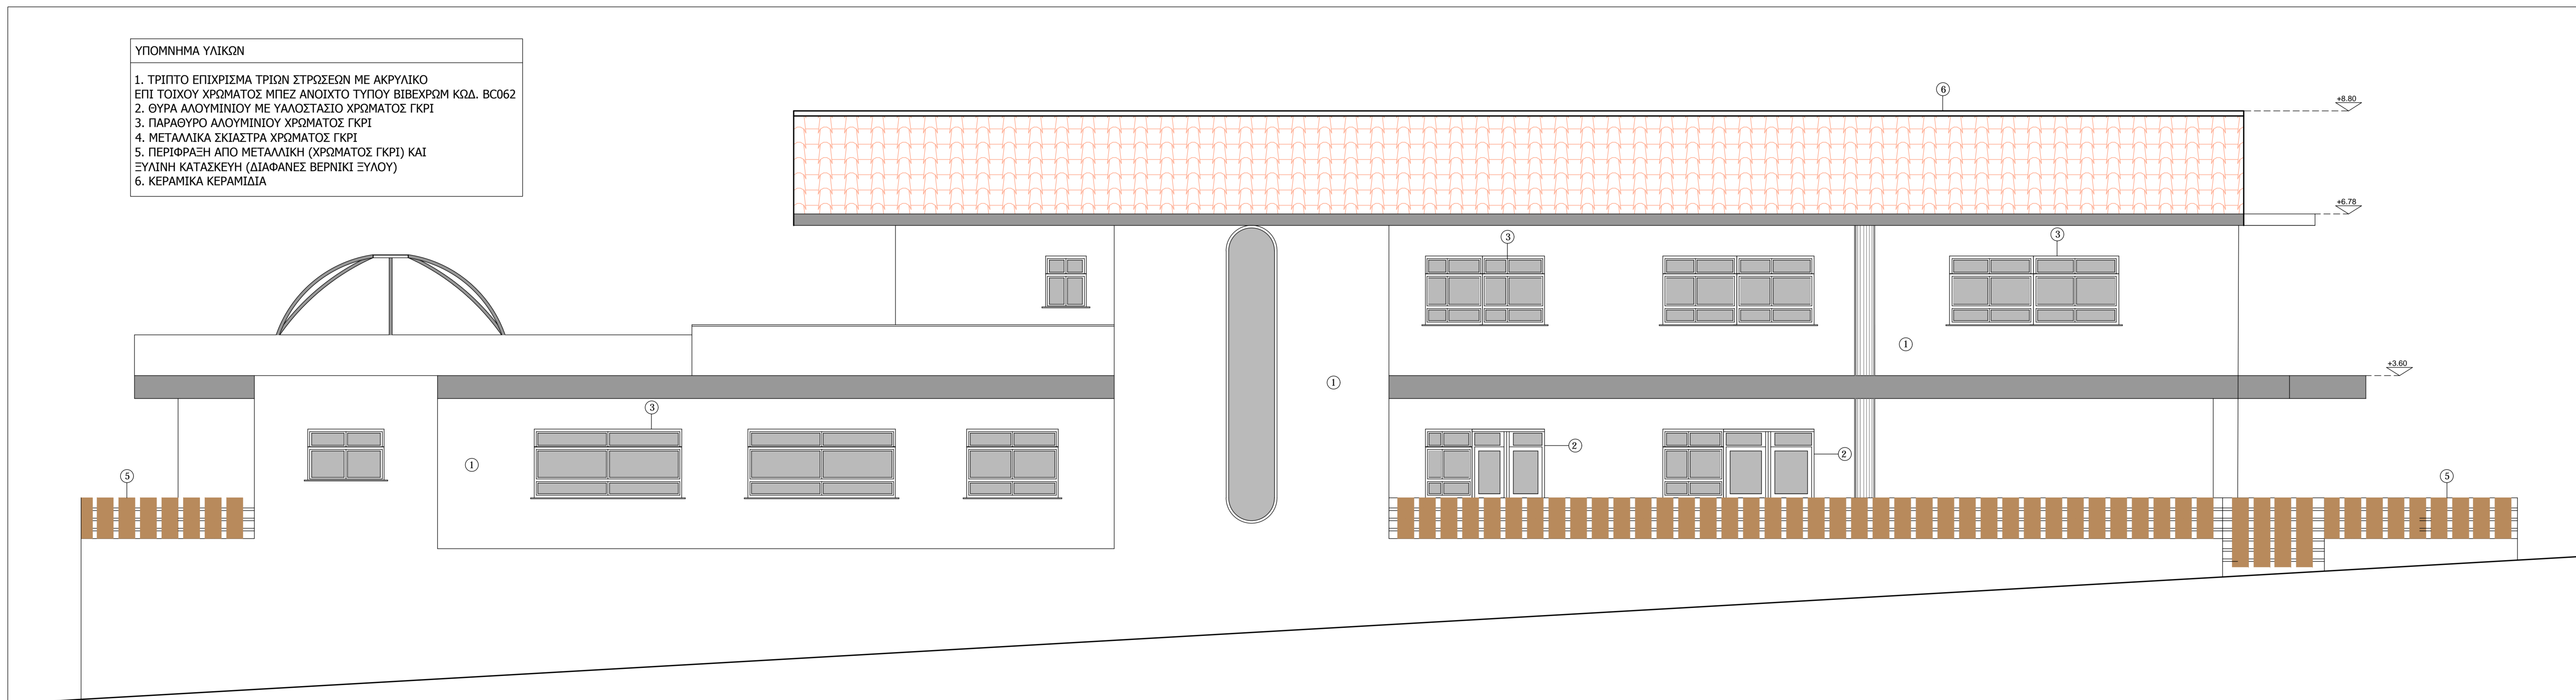 ΥΠΟΜΝΗΜΑ ΥΛΙΚΩΝ
1. ΤΡΙΠΤΟ ΕΠΙΧΡΙΣΜΑ ΤΡΙΩΝ ΣΤΡΩΣΕΩΝ ΜΕ ΑΚΡΥΛΙΚΟ
ΕΠΙ ΤΟΙΧΟΥ ΧΡΩΜΑΤΟΣ ΜΠΕΖ ΑΝΟΙΧΤΟ ΤΥΠΟΥ ΒΙΒΕΧΡΩΜ ΚΩΔ. BC062
2. ΘΥΡΑ ΑΛΟΥΜΙΝΙΟΥ ΜΕ ΥΑΛΟΣΤΑΣΙΟ ΧΡΩΜΑΤΟΣ ΓΚΡΙ
3. ΠΑΡΑΘΥΡΟ ΑΛΟΥΜΙΝΙΟΥ ΧΡΩΜΑΤΟΣ ΓΚΡΙ
4. ΜΕΤΑΛΛΙΚΑ ΣΚΙΑΣΤΡΑ ΧΡΩΜΑΤΟΣ ΓΚΡΙ
5. ΠΕΡΙΦΡΑΞΗ ΑΠΟ ΜΕΤΑΛΛΙΚΗ (ΧΡΩΜΑΤΟΣ ΓΚΡΙ) ΚΑΙ
ΞΥΛΙΝΗ ΚΑΤΑΣΚΕΥΗ (ΔΙΑΦΑΝΕΣ ΒΕΡΝΙΚΙ ΞΥΛΟΥ)
6. ΚΕΡΑΜΙΚΑ ΚΕΡΑΜΙΔΙΑ
6
+8.80
+6.78
3
3
1
+3.60
1
3
1
2
2
5
5